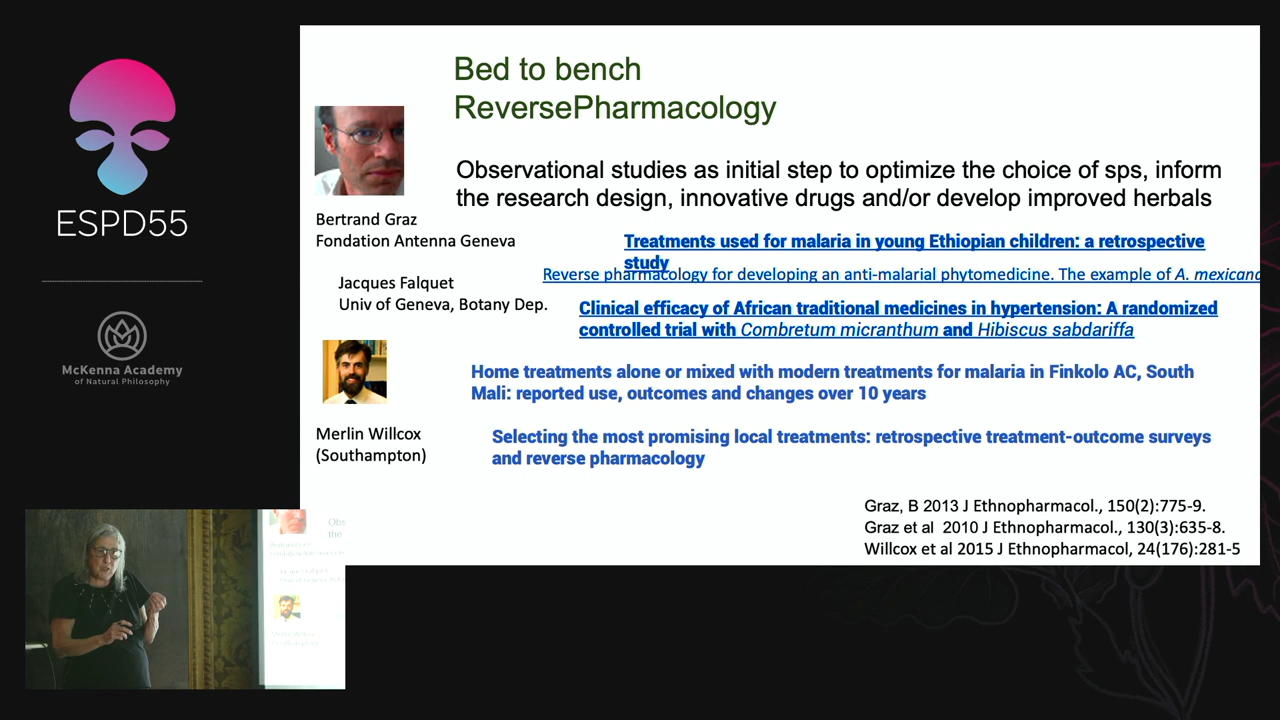 ESPD55
McKenna Academy
of Natural Philosophy
Bed to bench
ReversePharmacology
Observational studies as initial step to optimize the choice of sps, inform
the research design, innovative drugs and/or develop improved herbals
Bertrand Graz
Fondation Antenna Geneva
Jacques Falquet
Univ of Geneva, Botany Dep.
Merlin Willcox
(Southampton)
Treatments used for malaria in young Ethiopian children: a retrospective
study
Reverse pharmacology for developing an anti-malarial phytomedicine. The example of A. mexicana
Clinical efficacy of African traditional medicines in hypertension: A randomized
controlled trial with Combretum micranthum and Hibiscus sabdariffa
Home treatments alone or mixed with modern treatments for malaria in Finkolo AC, South
Mali: reported use, outcomes and changes over 10 years
Selecting the most promising local treatments: retrospective treatment-outcome surveys
and reverse pharmacology
Graz, B 2013 J Ethnopharmacol., 150(2):775-9.
Graz et al 2010 J Ethnopharmacol., 130(3):635-8.
Willcox et al 2015 J Ethnopharmacol, 24(176):281-5
Obs
the